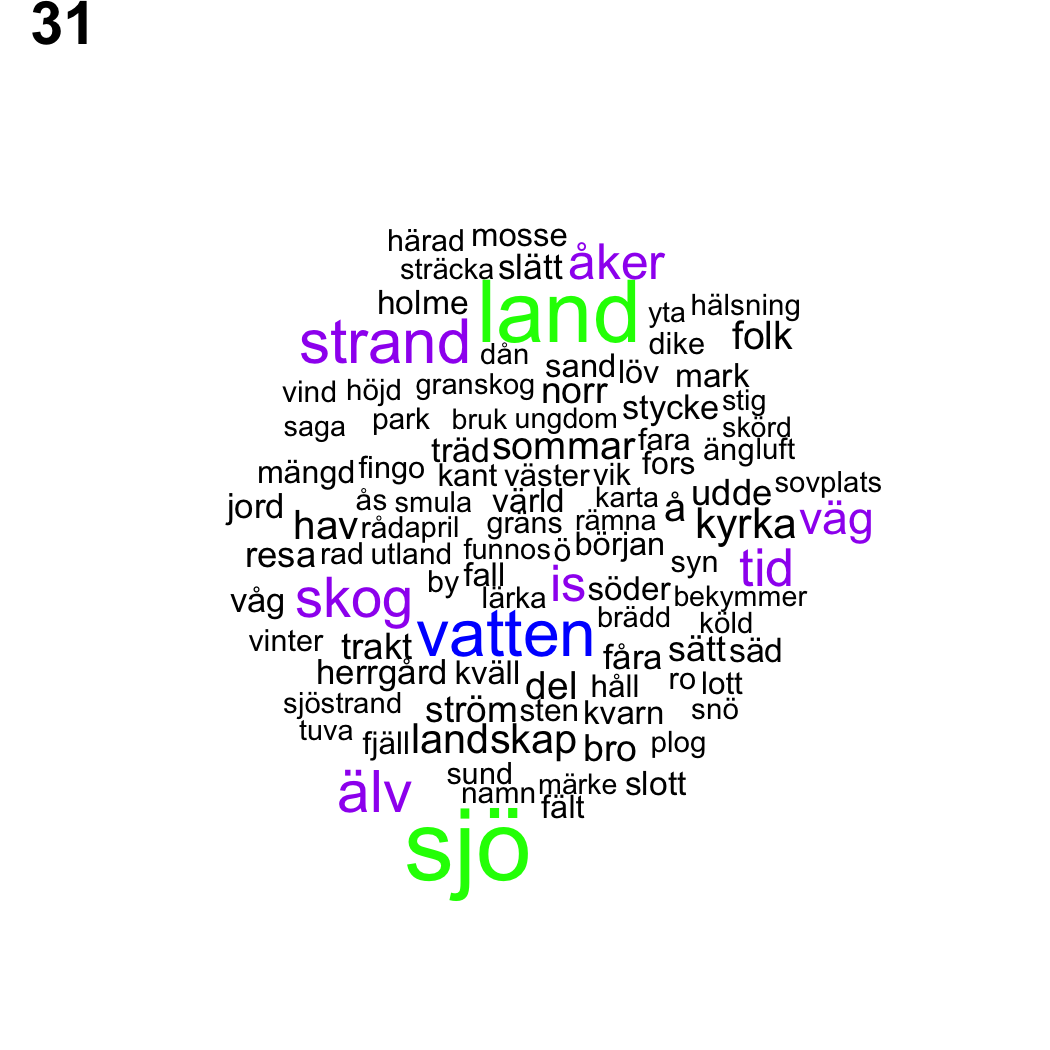 31
härad mosse
sträcka slätt åker
holme land yta hälsning
strand dån dike folk
sand löv mark
vind höjd granskog norr stycke stig
saga park bruk ungdom skörd
träd sommar fara ängluft
mängd fingo kant väster vik fors sovplats
jord ås smula värld karta å udde
hav rådapril gräns rämna kyrka väg
resa rad utland funnos ö början syn tid
by fall is söder bekymmer
våg skog lärka brädd köld
vinter trakt vatten fåra sätt säd
herrgård kväll del håll ro lott
sjöstrand ström sten kvarn snö
tuva fjäll landskap bro plog
älv sund namn märke slott
fält
sjö